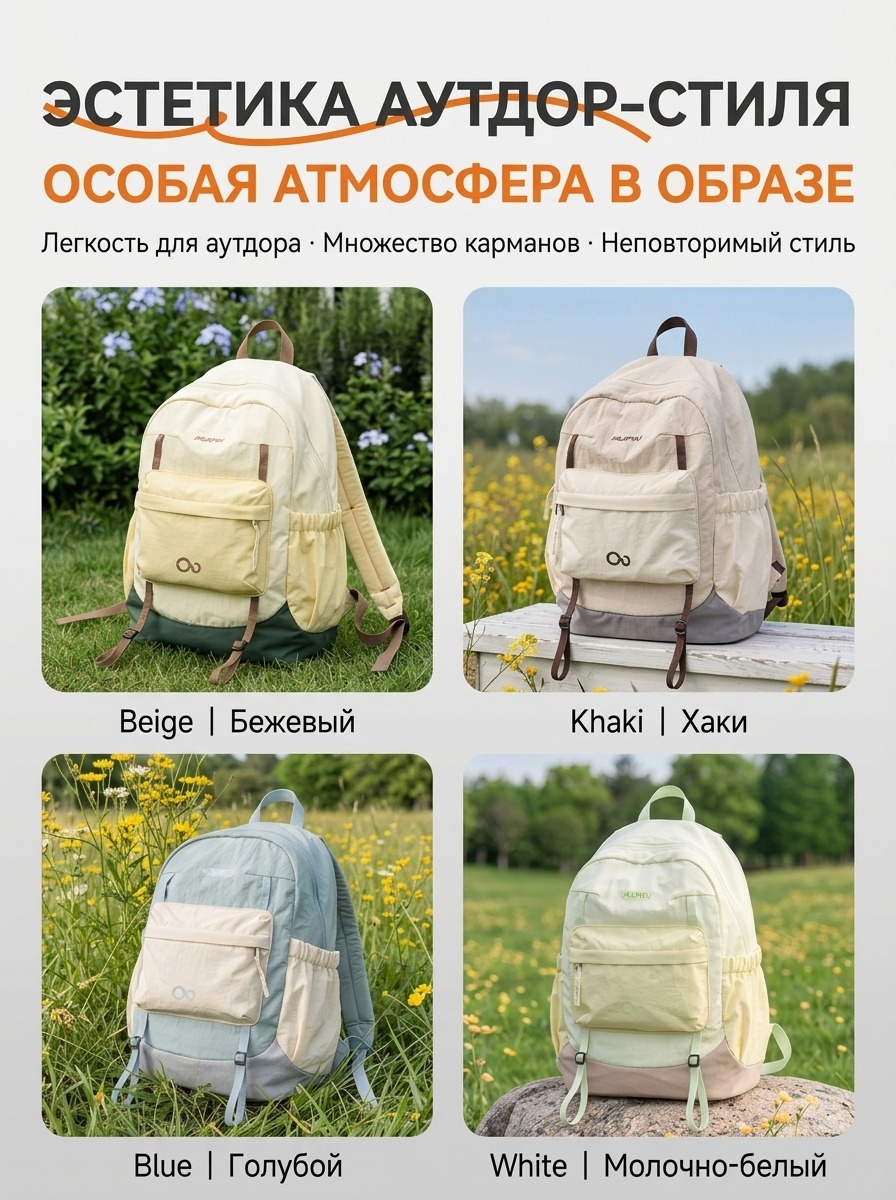 ЭСТЕТИКА АУТДОР-СТИЛЯ
ОСОБАЯ АТМОСФЕРА В ОБРАЗЕ
Легкость для аутдора · Множество карманов · Неповторимый стиль
Beige | Бежевый
Khaki | Хаки
Blue | Голубой
White | Молочно-белый